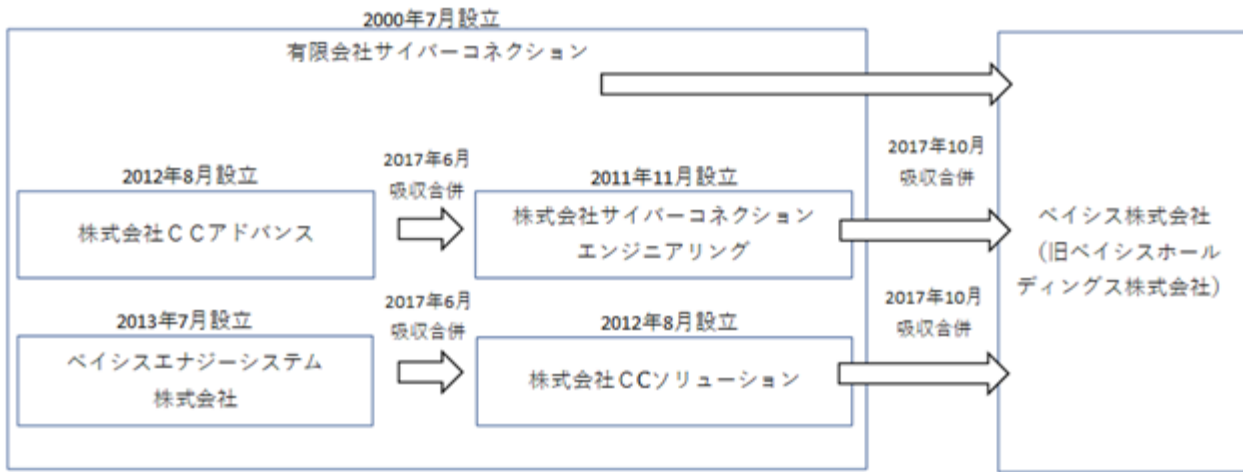 2000年7月設立
有限会社サイバーコネクション
2017年10月
吸収合併
2017年6月
吸収合併
2012年8月設立
2011年11月設立
株式会社ＣＣアドバンス
株式会社サイバーコネクション
エンジニアリング
ベイシス株式会社
（旧ベイシスホール
ディングス株式会社）
2017年6月
吸収合併
2017年10月
吸収合併
2013年7月設立
2012年8月設立
ベイシスエナジーシステム
株式会社
株式会社ＣＣソリューション